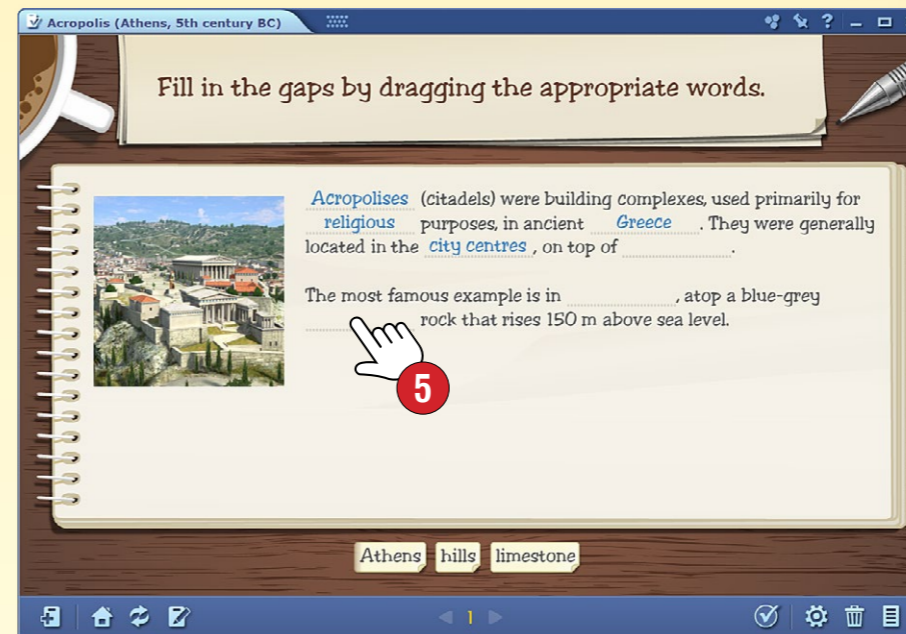 Acropolis (Athens, 5th century BC)
?
Fill in the gaps by dragging the appropriate words.
Acropolises (citadels) were building complexes, used primarily for
religious purposes, in ancient Greece . They were generally
located in the city centres , on top of .
The most famous example is in , atop a blue-grey
rock that rises 150 m above sea level.
5
Athens hills limestone
1